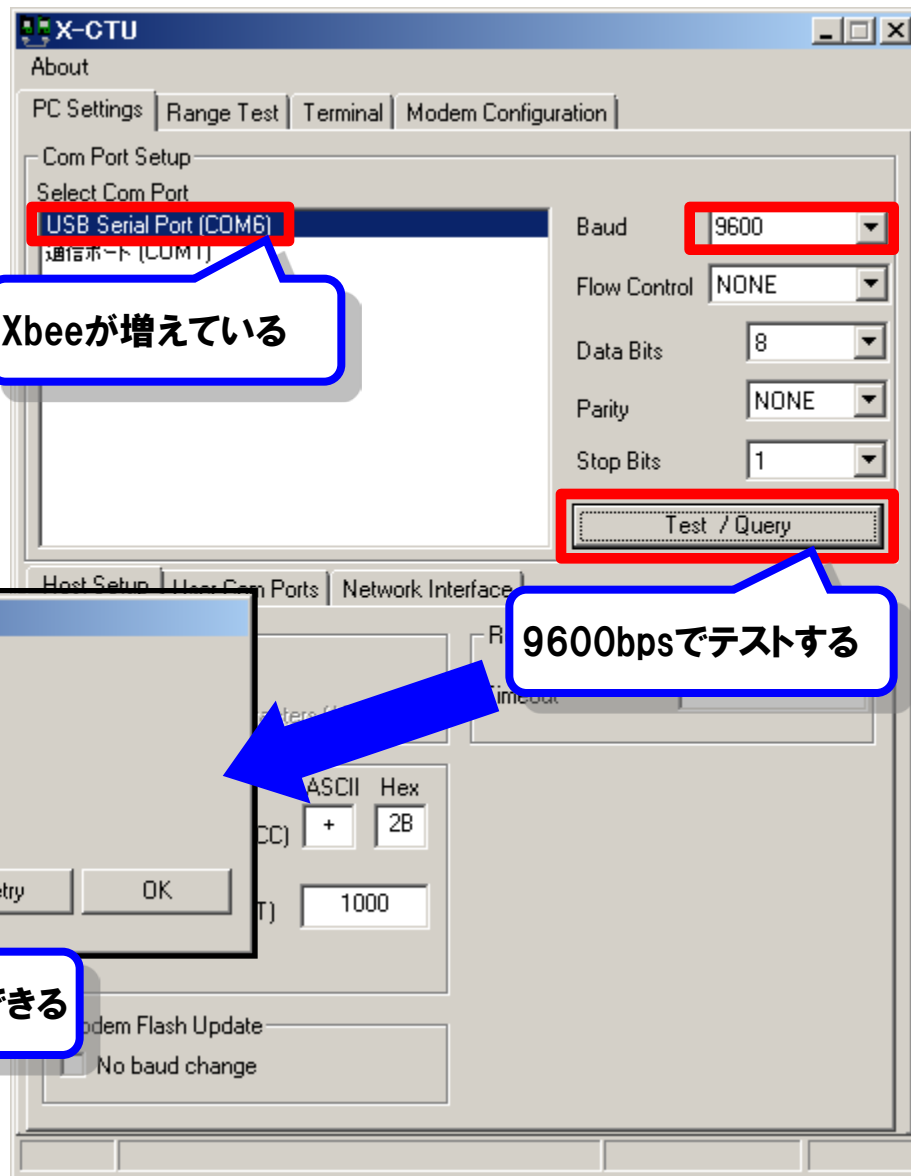 X-CTU
About
PC Settings Range Test Terminal Modem Configuration
Com Port Setup
Select Com Port
USB Serial Port (COM6)
通信ポート (COM1)
Xbeeが増えている
Baud 9600
Flow Control NONE
Data Bits 8
Parity NONE
Stop Bits 1
Test / Query
Host Setup User Com Ports Network Interface
9600bpsでテストする
Timeout
ASCII Hex
CC) + 2B
T) 1000
etry OK
できる
odem Flash Update
No baud change